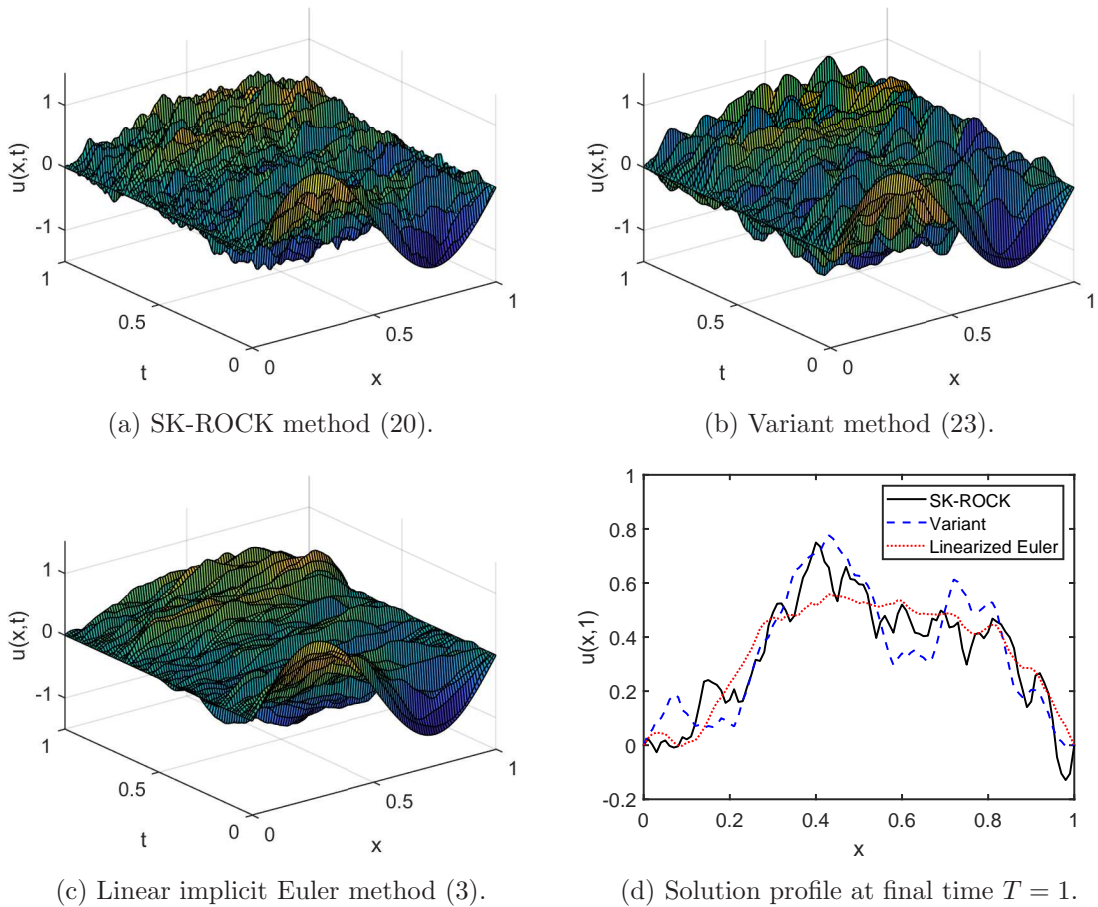 1
0
-1
u(x,t)
1
0.5
0
t
0
0.5
1
x
(a) SK-ROCK method (20).
1
0
-1
u(x,t)
1
0.5
0
t
0
0.5
1
x
(b) Variant method (23).
1
0
-1
u(x,t)
1
0.5
0
t
0
0.5
1
x
(c) Linear implicit Euler method (3).
1
0.8
0.6
0.4
0.2
0
-0.2
u(x,1)
SK-ROCK
Variant
Linearized Euler
0 0.2 0.4 0.6 0.8 1
x
(d) Solution profile at final time T = 1.